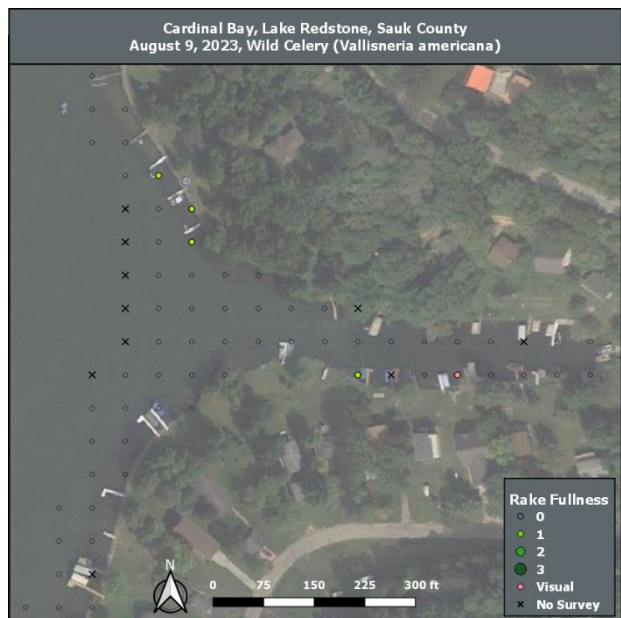 Cardinal Bay, Lake Redstone, Sauk County
August 9, 2023, Wild Celery (Vallisneria americana)
Rake Fullness
0
1
2
3
Visual
No Survey
N
0 75 150 225 300 ft